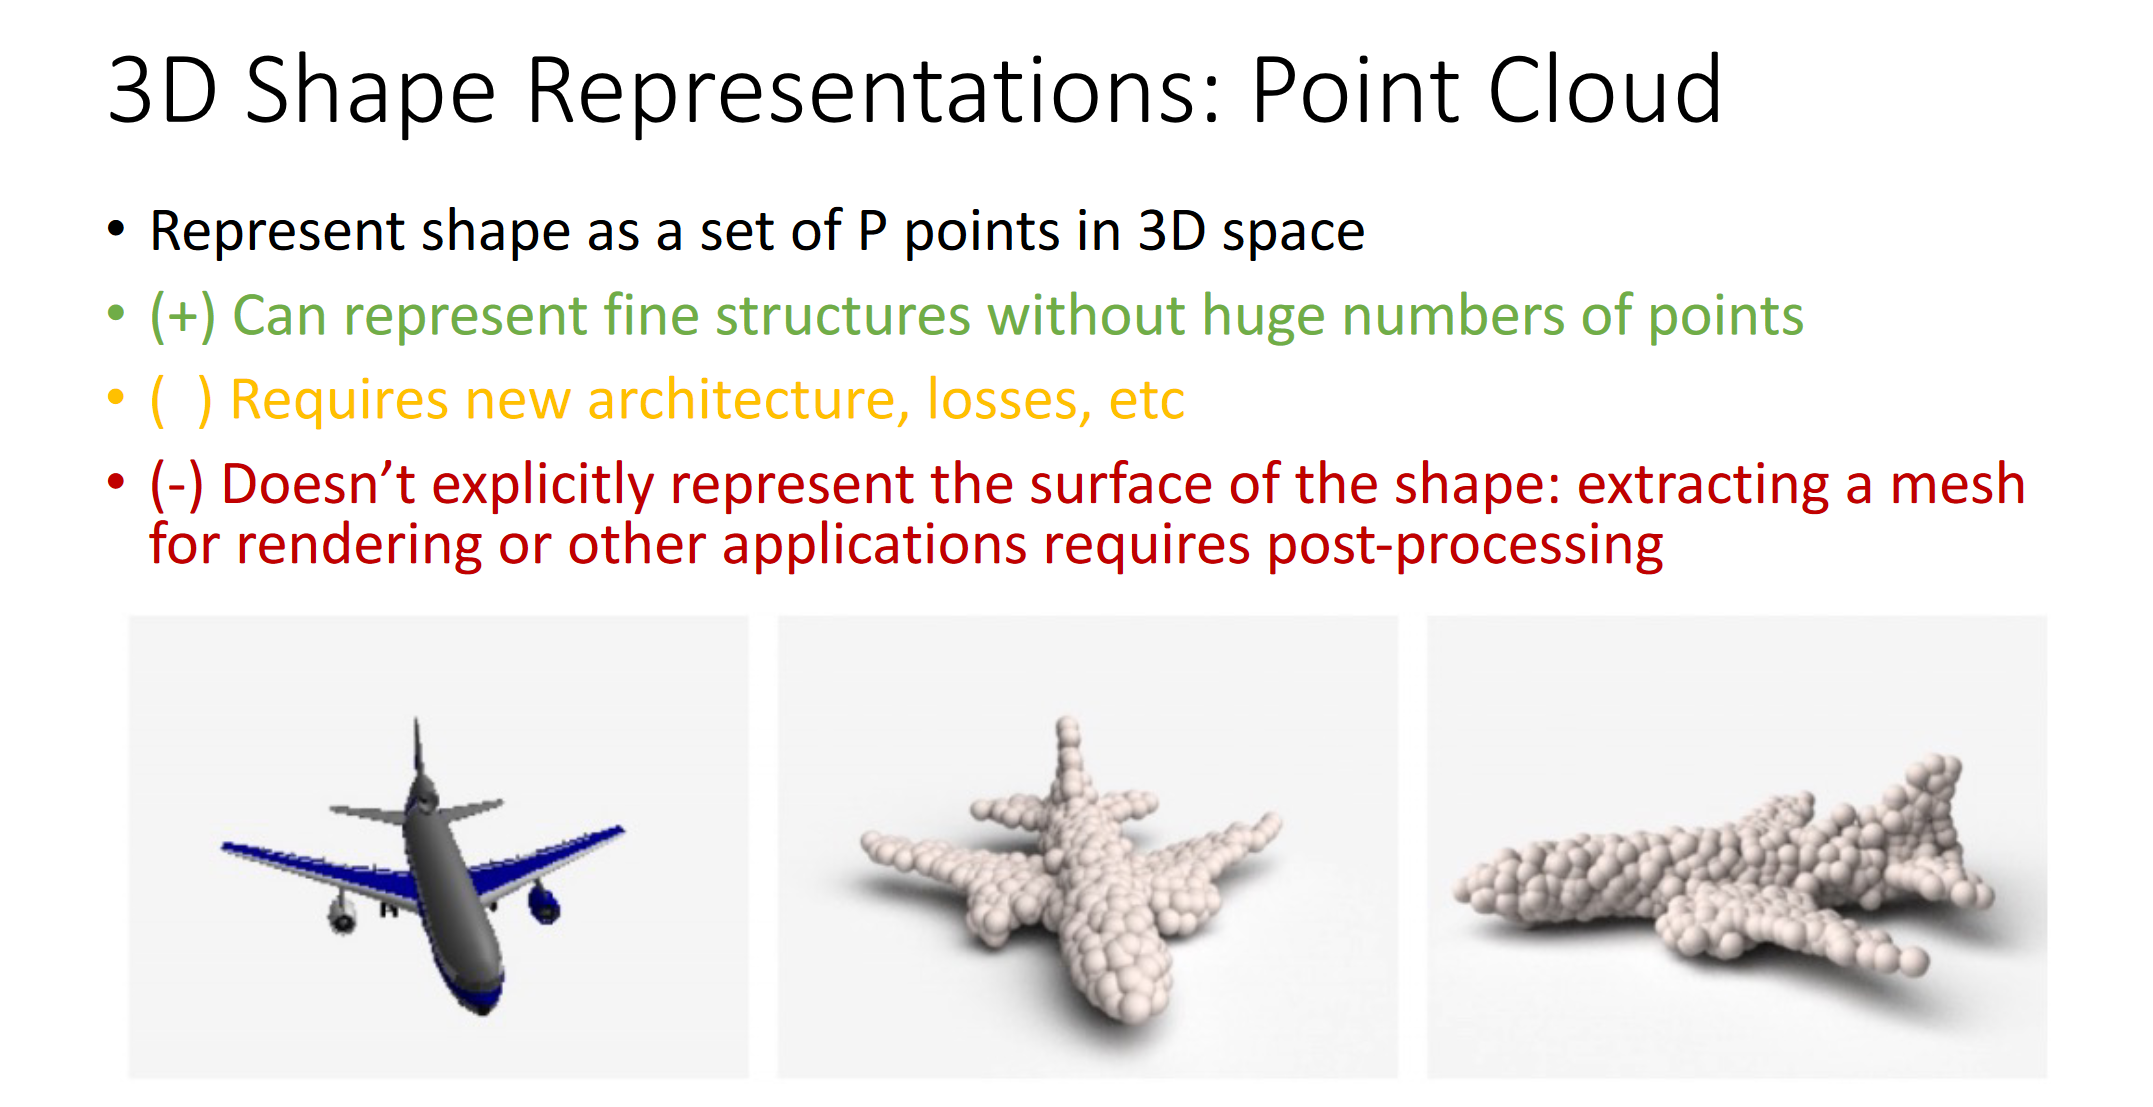 3D Shape Representations: Point Cloud
• Represent shape as a set of P points in 3D space
• (+) Can represent fine structures without huge numbers of points
• ( ) Requires new architecture, losses, etc
• (-) Doesn’t explicitly represent the surface of the shape: extracting a mesh
for rendering or other applications requires post-processing